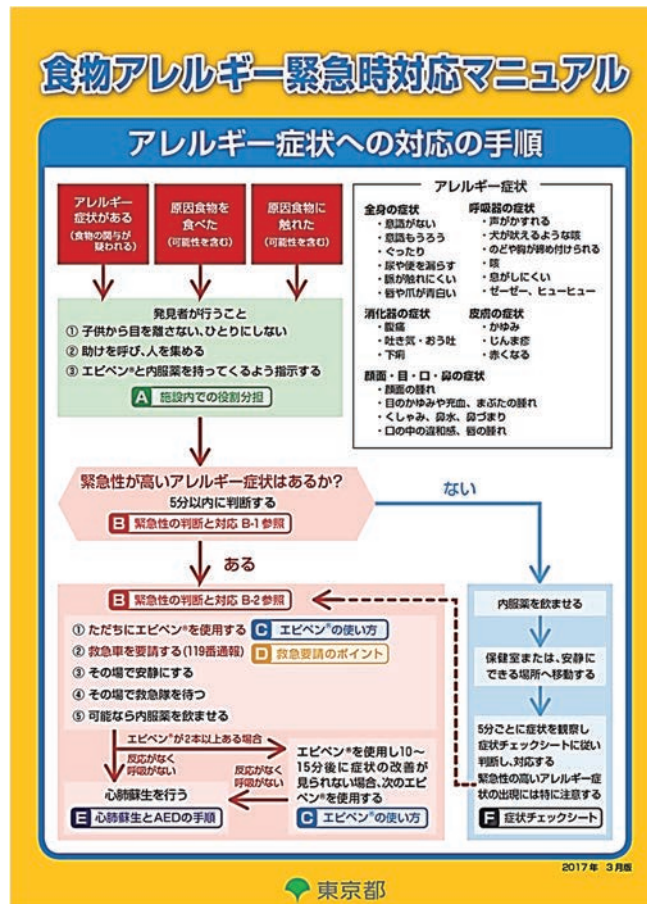 食物アレルギー緊急時対応マニュアル
アレルギー症状への対応の手順
アレルギー
症状がある
(食物の関与が
疑われる)
原因食物を
食べた
(可能性を含む)
原因食物に
触れた
(可能性を含む)
発見者が行うこと
① 子供から目を離さない、ひとりにしない
② 助けを呼び、人を集める
③ エピペン®と内服薬を持ってくるよう指示する
A 施設内での役割分担
アレルギー症状
全身の症状
・意識がない
・意識もうろう
・ぐったり
・尿や便を漏らす
・脈が触れにくい
・唇や爪が青白い
呼吸器の症状
・声がかすれる
・犬が吠えるような咳
・のどや胸が締め付けられる
・咳
・息がしにくい
・ゼーゼー、ヒューヒュー
消化器の症状
・腹痛
・吐き気・おう吐
・下痢
皮膚の症状
・かゆみ
・じんま疹
・赤くなる
顔面・目・口・鼻の症状
・顔面の腫れ
・目のかゆみや充血、まぶたの腫れ
・くしゃみ、鼻水、鼻づまり
・口の中の違和感、唇の腫れ
緊急性が高いアレルギー症状はあるか?
5分以内に判断する
B 緊急性の判断と対応 B-1参照
ない
ある
B 緊急性の判断と対応 B-2参照
① ただちにエピペン®を使用する
C エピペン®の使い方
② 救急車を要請する(119番通報)
D 救急要請のポイント
③ その場で安静にする
④ その場で救急隊を待つ
⑤ 可能なら内服薬を飲ませる
エピペン®が2本以上ある場合
反応がなく
呼吸がない
心肺蘇生を行う
E 心肺蘇生とAEDの手順
反応がなく
呼吸がない
エピペン®を使用し10〜
15分後に症状の改善が
見られない場合、次のエピ
ペン®を使用する
C エピペン®の使い方
内服薬を飲ませる
保健室または、安静に
できる場所へ移動する
5分ごとに症状を観察し
症状チェックシートに従い
判断し、対応する
緊急性の高いアレルギー症
状の出現には特に注意する
F 症状チェックシート
2017年 3月版
東京都